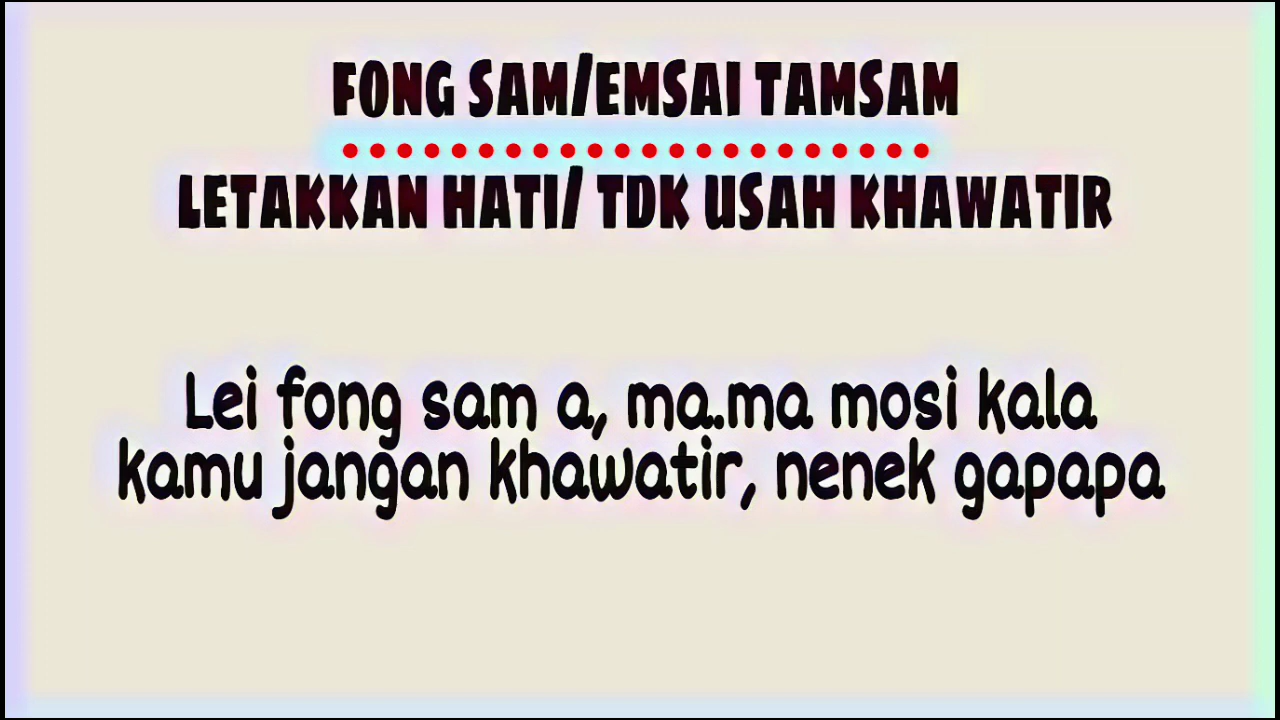 FONG SAM/EMSAI TAMSAM
LETAKKAN HATI/ TDK USAH KHAWATIR
Lei fong sam a, ma.ma mosi kala
kamu jangan khawatir, nenek gapapa